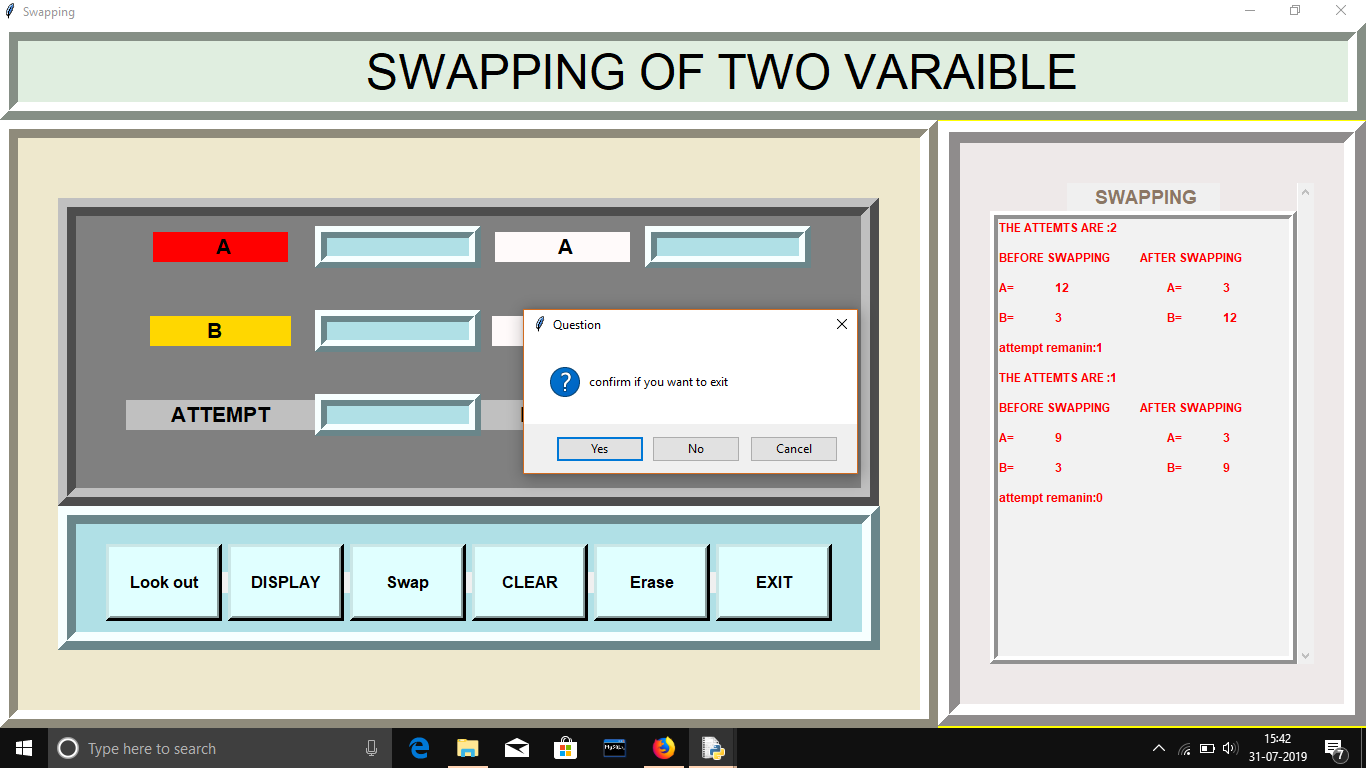 Swapping
SWAPPING OF TWO VARAIBLE
A
A
B
ATTEMPT
Question
confirm if you want to exit
Yes No Cancel
Look out DISPLAY Swap CLEAR Erase EXIT
SWAPPING
THE ATTEMTS ARE :2
BEFORE SWAPPING AFTER SWAPPING
A= 12 A= 3
B= 3 B= 12
attempt remanin:1
THE ATTEMTS ARE :1
BEFORE SWAPPING AFTER SWAPPING
A= 9 A= 3
B= 3 B= 9
attempt remanin:0
Type here to search
MySQL
15:42
31-07-2019
7